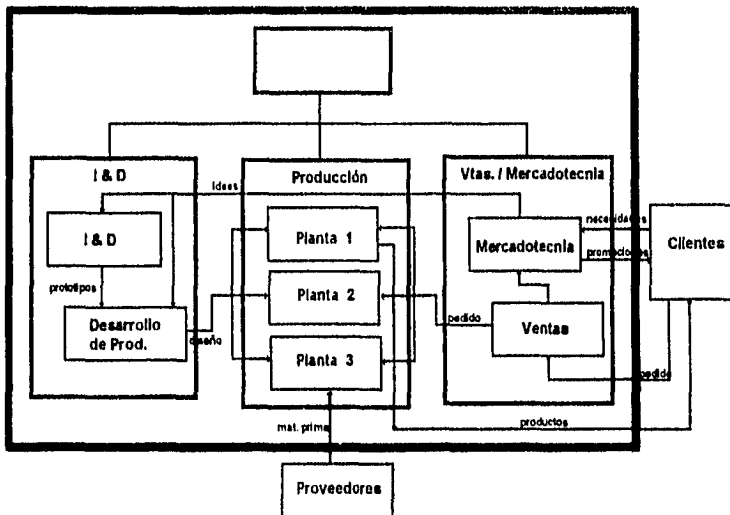 I & D
Ideas
I & D
prototipos
Desarrollo
de Prod.
diseño
Producción
Planta 1
Planta 2
Planta 3
mat. prima
Proveedores
Vtas. / Mercadotecnia
Mercadotecnia
Ventas
pedido
necesidades
promociones
Clientes
pedido
productos